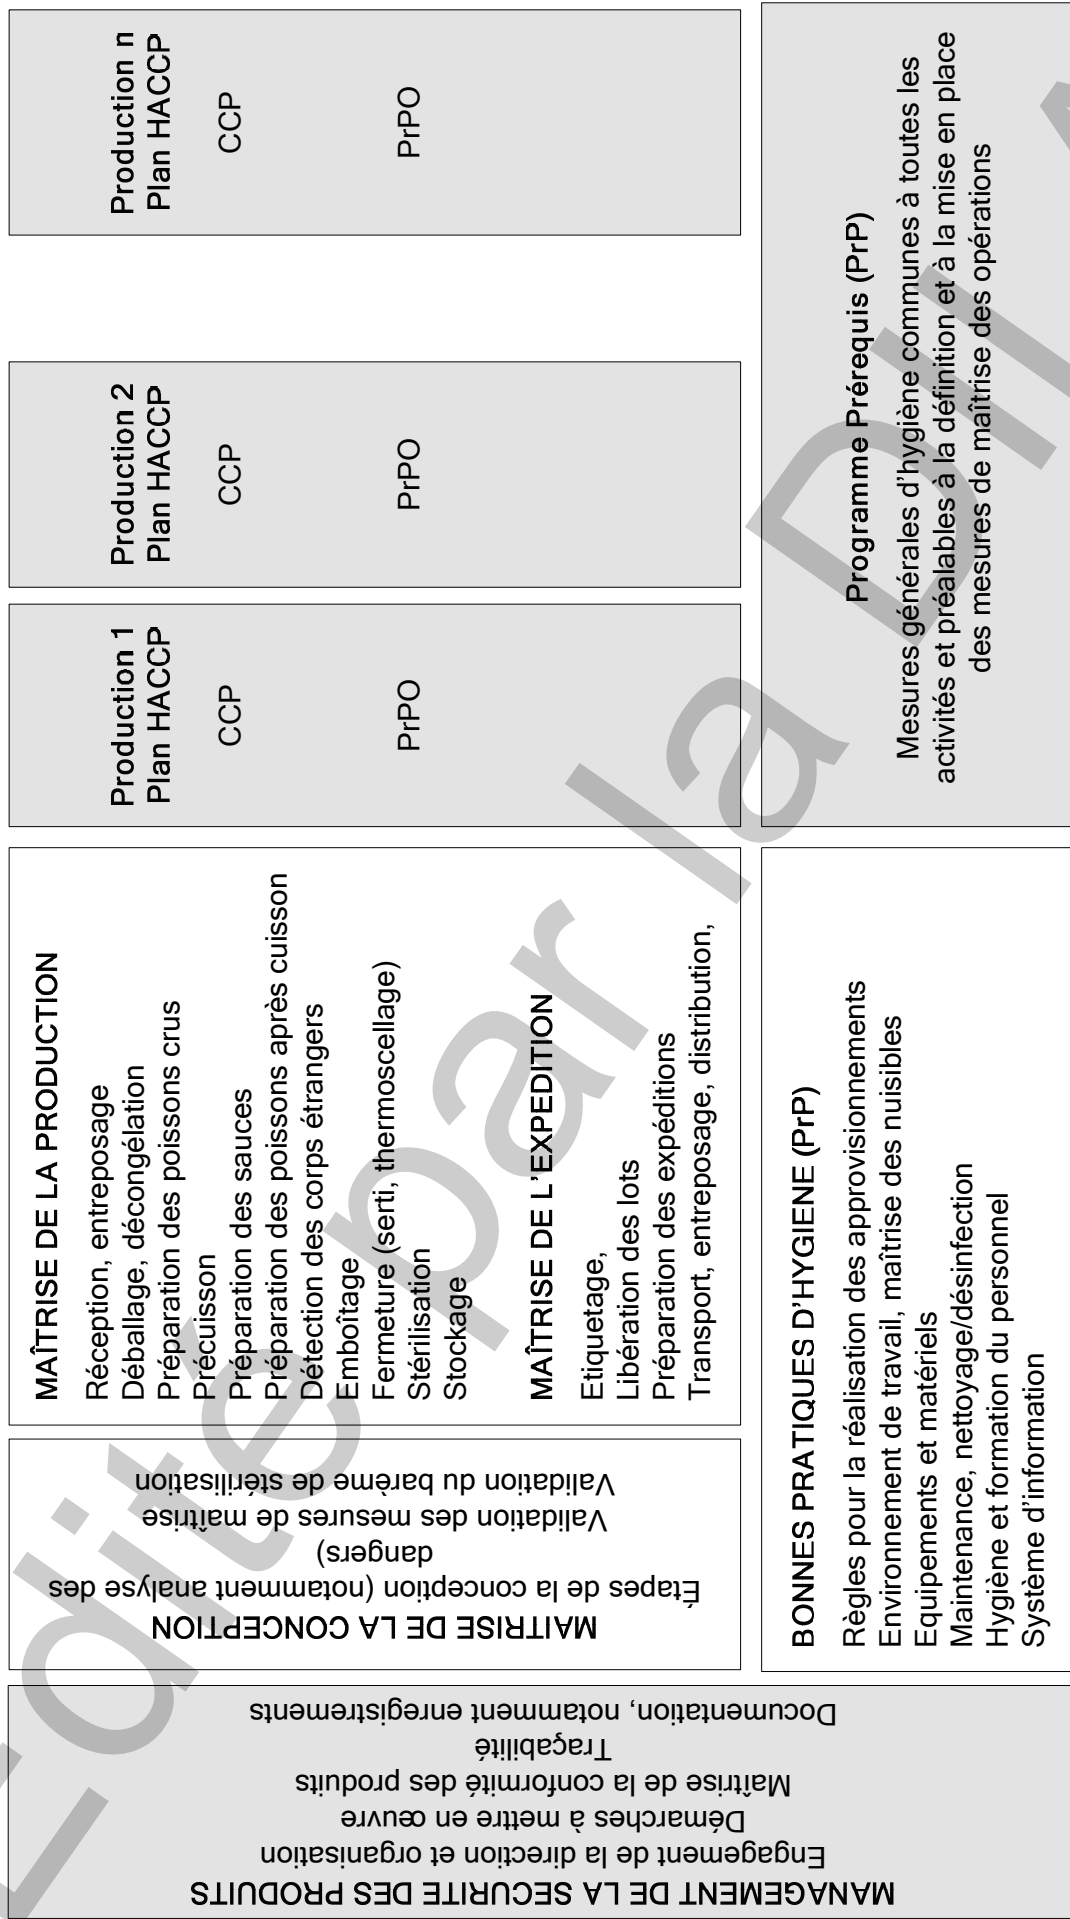 MANAGEMENT DE LA SECURITE DES PRODUITS
Engagement de la direction et organisation
Démarches à mettre en œuvre
Maîtrise de la conformité des produits
Traçabilité
Documentation, notamment enregistrements
MAITRISE DE LA CONCEPTION
Étapes de la conception (notamment analyse des
dangers)
Validation des mesures de maîtrise
Validation du barème de stérilisation
MAÎTRISE DE LA PRODUCTION
Réception, entreposage
Déballage, décongélation
Préparation des poissons crus
Précuisson
Préparation des sauces
Préparation des poissons après cuisson
Détection des corps étrangers
Emboîtage
Fermeture (serti, thermoscellage)
Stérilisation
Stockage
MAÎTRISE DE L'EXPEDITION
Etiquetage,
Libération des lots
Préparation des expéditions
Transport, entreposage, distribution,
Production 1
Plan HACCP
CCP
PrPO
Production 2
Plan HACCP
CCP
PrPO
Production n
Plan HACCP
CCP
PrPO
BONNES PRATIQUES D'HYGIENE (PrP)
Règles pour la réalisation des approvisionnements
Environnement de travail, maîtrise des nuisibles
Equipements et matériels
Maintenance, nettoyage/désinfection
Hygiène et formation du personnel
Système d'information
Programme Prérequis (PrP)
Mesures générales d'hygiène communes à toutes les
activités et préalables à la définition et à la mise en place
des mesures de maîtrise des opérations
Edité par la DILA